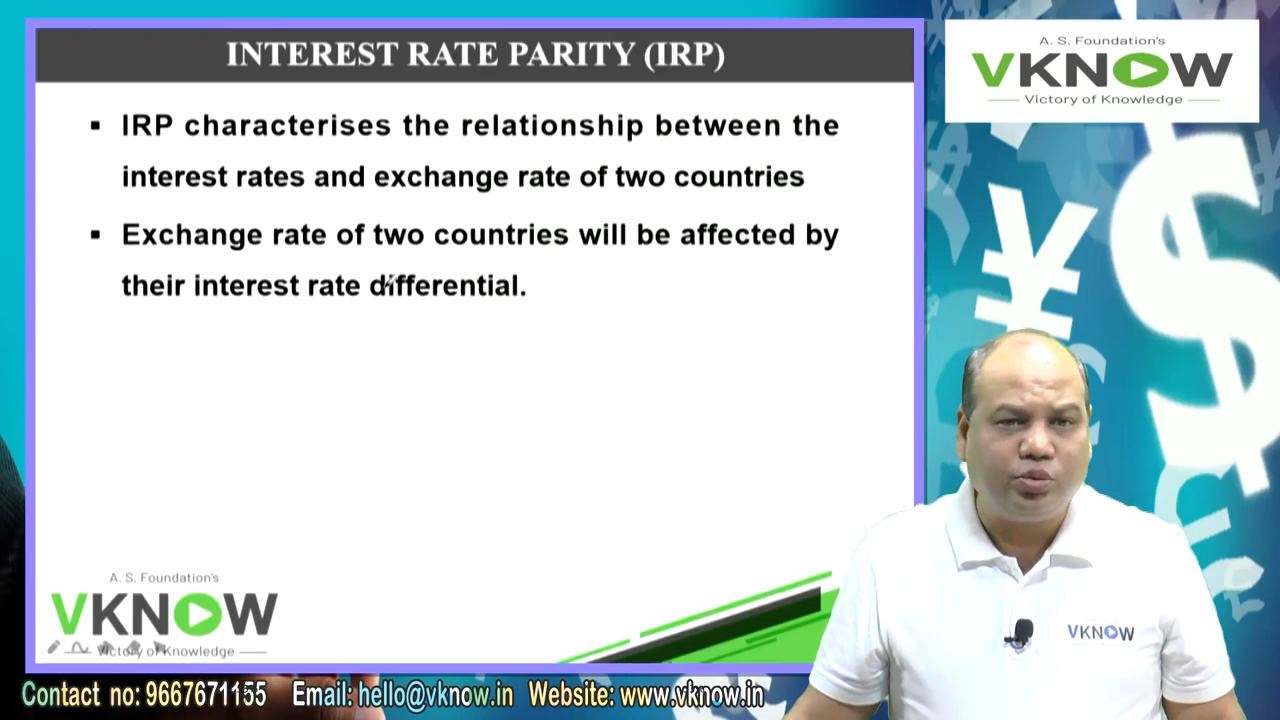 INTEREST RATE PARITY (IRP)
▪ IRP characterises the relationship between the
interest rates and exchange rate of two countries
▪ Exchange rate of two countries will be affected by
their interest rate differential.
A. S. Foundation's
VKNOW
Victory of Knowledge
A. S. Foundation's
VKNOW
Victory of Knowledge
VKNOW
Contact no: 9667671155 Email: hello@vknow.in Website: www.vknow.in